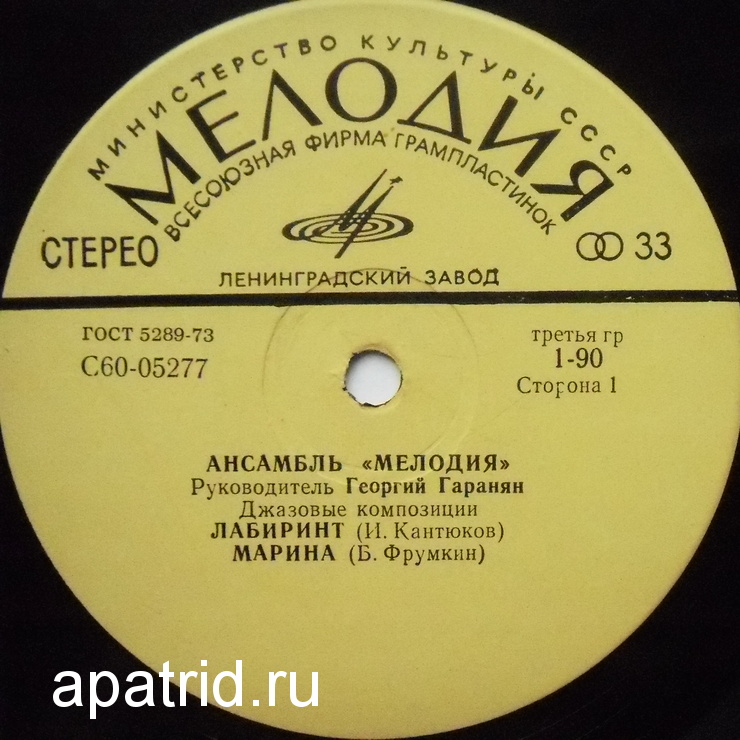 МИНИСТЕРСТВО КУЛЬТУРЫ СССР
МЕЛОДИЯ
ВСЕСОЮЗНАЯ ФИРМА ГРАМПЛАСТИНОК
СТЕРЕО
33
ЛЕНИНГРАДСКИЙ ЗАВОД
ГОСТ 5289-73
С60-05277
третья гр
1-90
Сторона 1
АНСАМБЛЬ «МЕЛОДИЯ»
Руководитель Георгий Гаранян
Джазовые композиции
ЛАБИРИНТ (И. Кантюков)
МАРИНА (Б. Фрумкин)
apatrid.ru